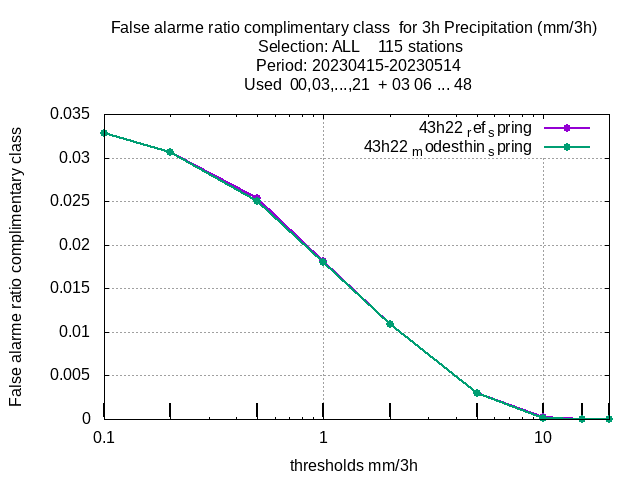 False alarme ratio complimentary class  for 3h Precipitation (mm/3h)
Selection: ALL    115 stations
Period: 20230415-20230514
Used  00,03,...,21  + 03 06 ... 48
43h22 ref spring
43h22 modesthin spring
False alarme ratio complimentary class
0.035
0.03
0.025
0.02
0.015
0.01
0.005
0
0.1
1
10
thresholds mm/3h